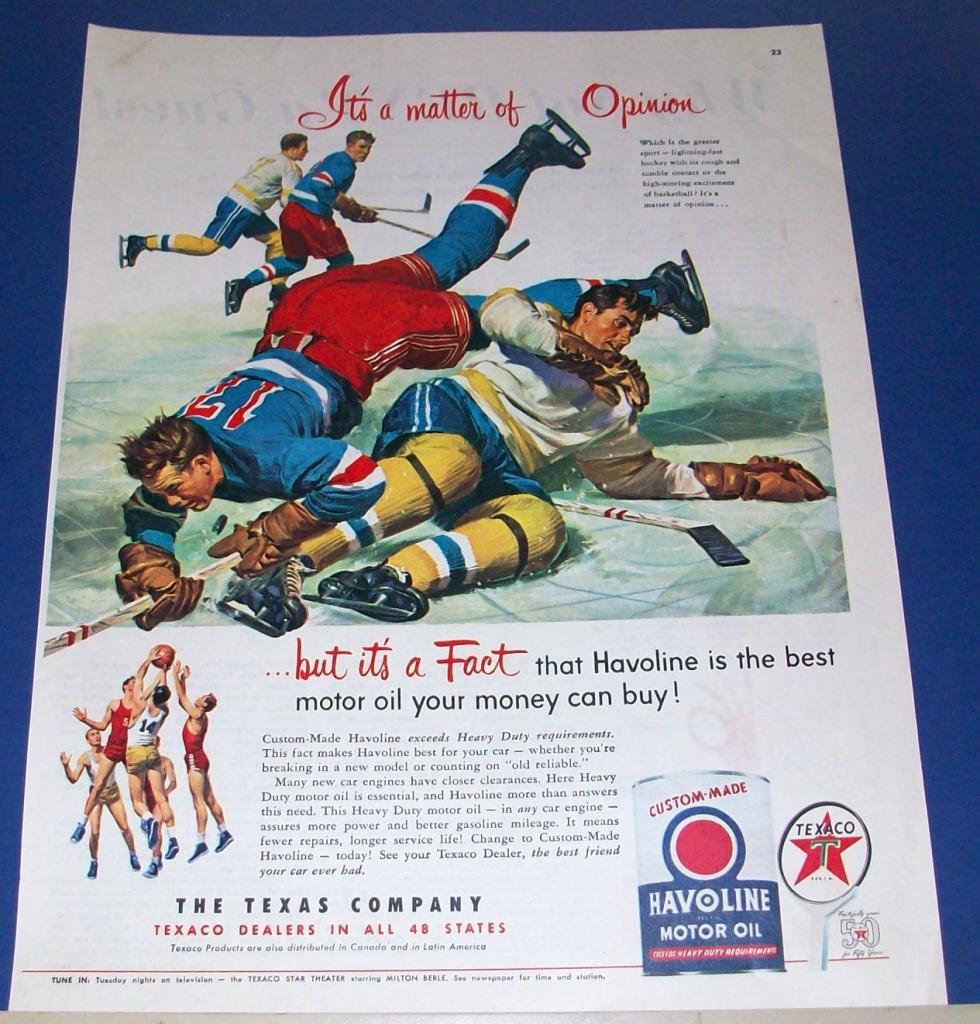 23
It's a matter of Opinion
Which is the greater
sport — lightning-fast
hockey with its rough and
tumble contact or the
high-scoring excitement
of basketball? It's a
matter of opinion...
17
...but it's a Fact that Havoline is the best
motor oil your money can buy!
14
Custom-Made Havoline exceeds Heavy Duty requirements.
This fact makes Havoline best for your car — whether you're
breaking in a new model or counting on "old reliable."
Many new car engines have closer clearances. Here Heavy
Duty motor oil is essential, and Havoline more than answers
this need. This Heavy Duty motor oil — in any car engine —
assures more power and better gasoline mileage. It means
fewer repairs, longer service life! Change to Custom-Made
Havoline — today! See your Texaco Dealer, the best friend
your car ever had.
CUSTOM-MADE
HAVOLINE
MOTOR OIL
EXCEEDS HEAVY DUTY REQUIREMENTS
TEXACO
T
THE TEXAS COMPANY
TEXACO DEALERS IN ALL 48 STATES
Texaco Products are also distributed in Canada and in Latin America
50
for Fifty Years
TUNE IN: Tuesday nights on television — the TEXACO STAR THEATER starring MILTON BERLE. See newspaper for time and station.